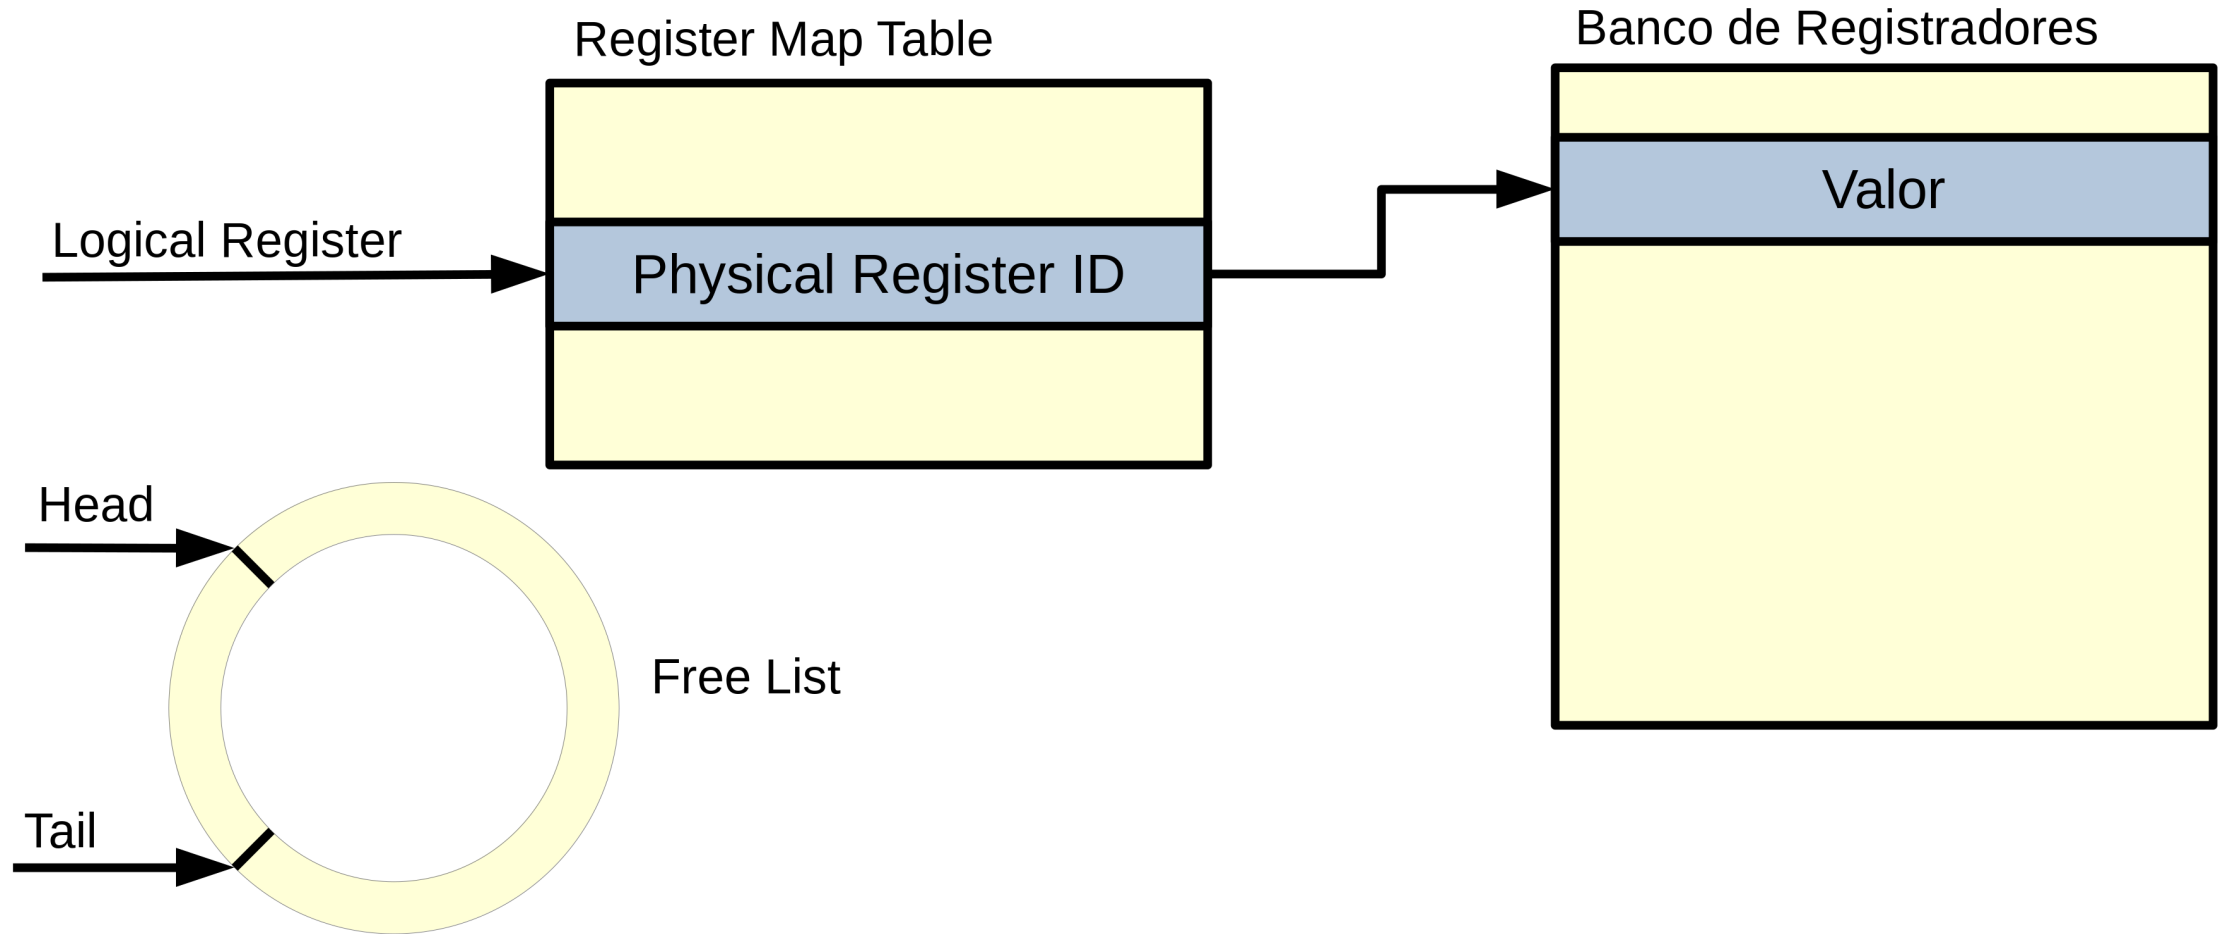 Register Map Table
Banco de Registradores
Logical Register
Physical Register ID
Valor
Head
Free List
Tail